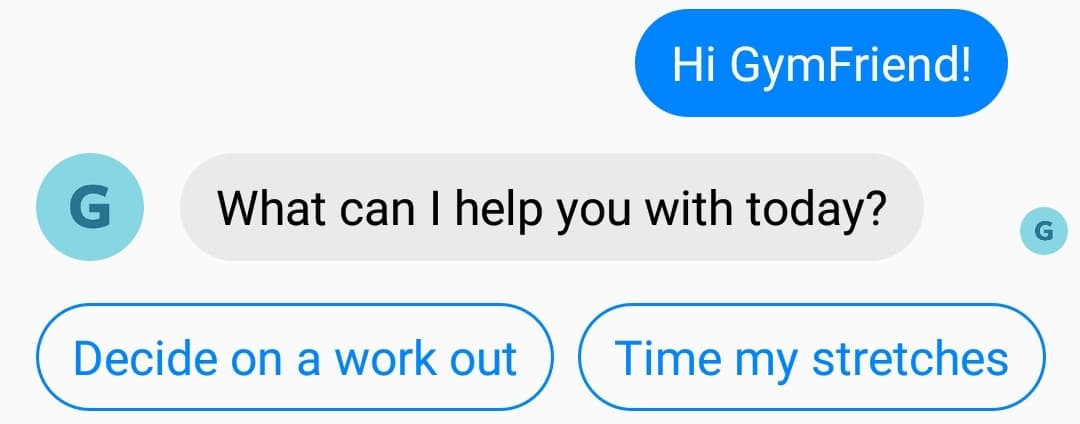 Hi GymFriend!
G
What can I help you with today?
G
Decide on a work out
Time my stretches